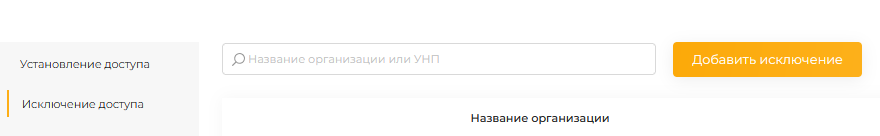 Установление доступа
Название организации или УНП
Добавить исключение
Исключение доступа
Название организации